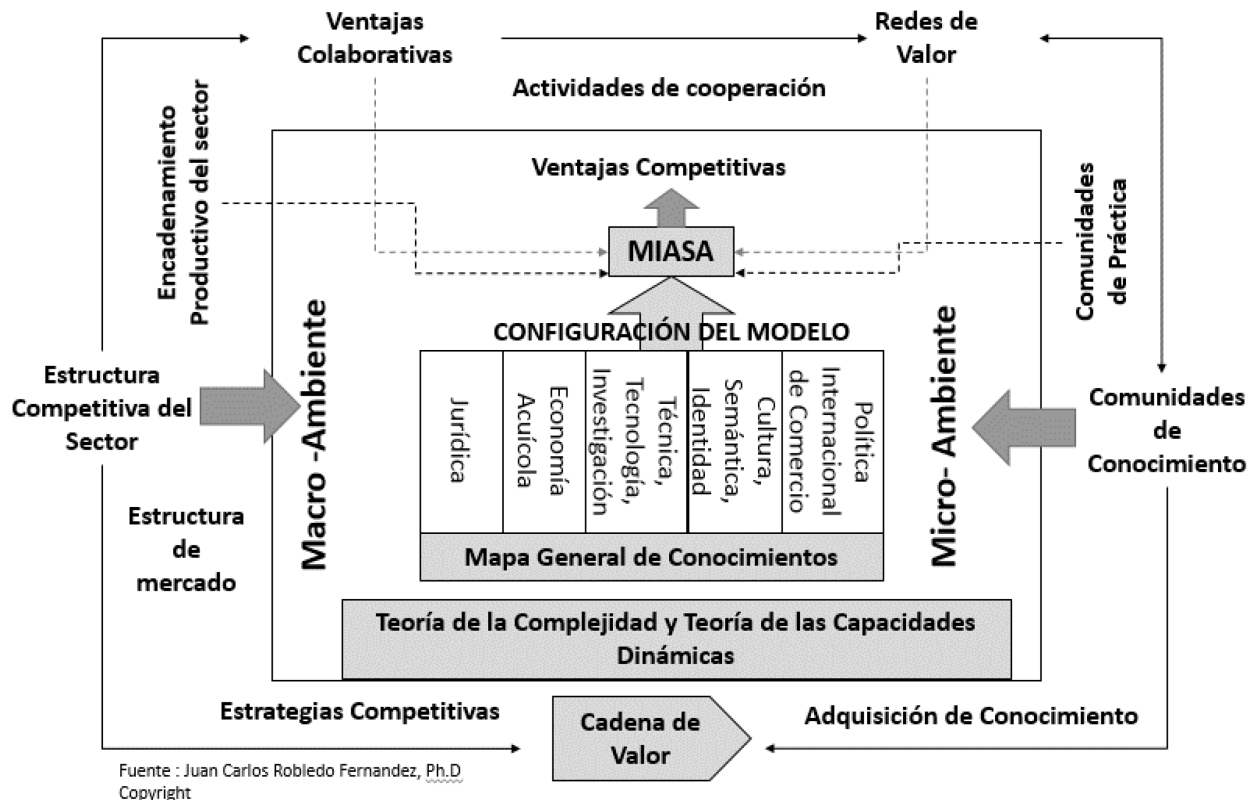 Ventajas
Colaborativas
Redes de
Valor
Actividades de cooperación
Encadenamiento
Productivo del sector
Ventajas Competitivas
MIASA
Comunidades
de Práctica
CONFIGURACIÓN DEL MODELO
Macro -Ambiente
Micro- Ambiente
Estructura
Competitiva del
Sector
Jurídica
Economía
Acuícola
Técnica,
Tecnología,
Investigación
Cultura,
Semántica,
Identidad
Política
Internacional
de Comercio
Comunidades
de
Conocimiento
Mapa General de Conocimientos
Estructura
de
mercado
Teoría de la Complejidad y Teoría de las Capacidades
Dinámicas
Estrategias Competitivas
Cadena de
Valor
Adquisición de Conocimiento
Fuente : Juan Carlos Robledo Fernandez, Ph.D
Copyright